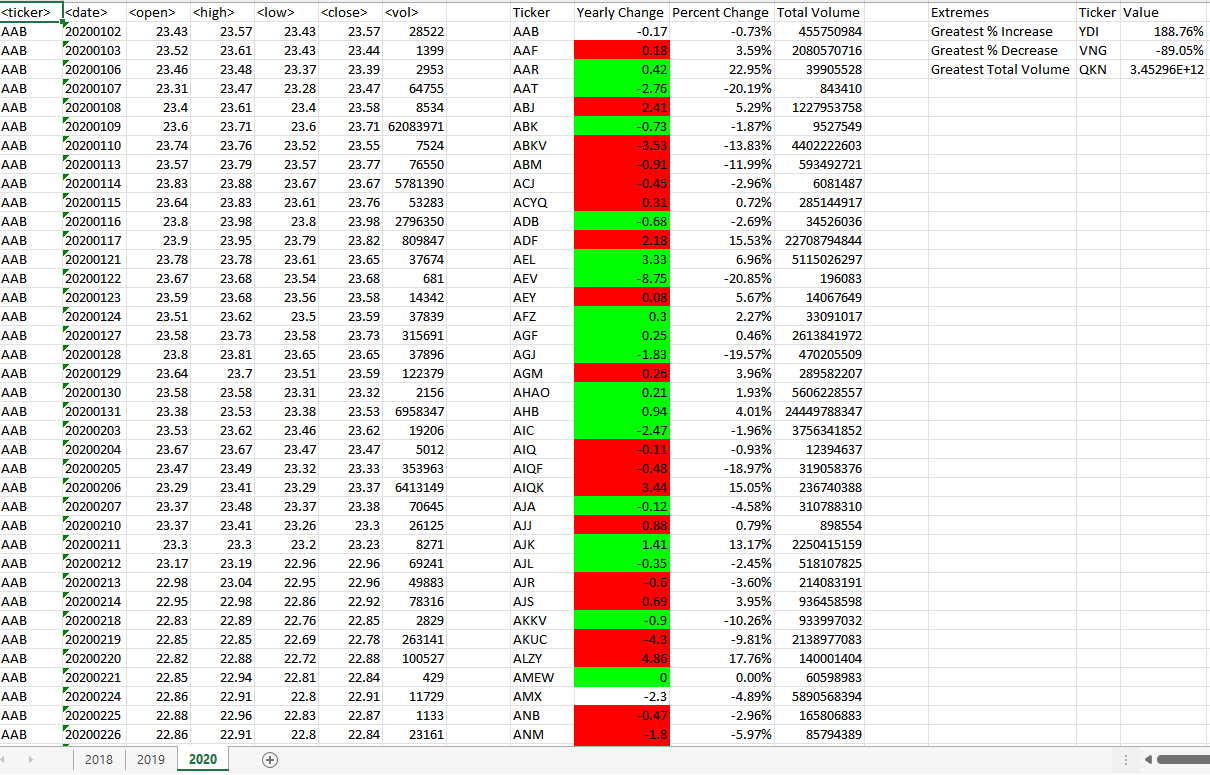 <ticker> <date> <open> <high> <low> <close> <vol> Ticker Yearly Change Percent Change Total Volume Extremes Ticker Value
AAB 20200102 23.43 23.57 23.43 23.57 28522 AAB -0.17 -0.73% 455750984 Greatest % Increase YDI 188.76%
AAB 20200103 23.52 23.61 23.43 23.44 1399 AAF 0.18 3.59% 2080570716 Greatest % Decrease VNG -89.05%
AAB 20200106 23.46 23.48 23.37 23.39 2953 AAR 0.42 22.95% 39905528 Greatest Total Volume QKN 3.45296E+12
AAB 20200107 23.31 23.47 23.28 23.47 64755 AAT -2.76 -20.19% 843410
AAB 20200108 23.4 23.61 23.4 23.58 8534 ABJ 2.41 5.29% 1227953758
AAB 20200109 23.6 23.71 23.6 23.71 62083971 ABK -0.73 -1.87% 9527549
AAB 20200110 23.74 23.76 23.52 23.55 7524 ABKV -3.53 -13.83% 4402222603
AAB 20200113 23.57 23.79 23.57 23.77 76550 ABM -0.91 -11.99% 593492721
AAB 20200114 23.83 23.88 23.67 23.67 5781390 ACJ -0.45 -2.96% 6081487
AAB 20200115 23.64 23.83 23.61 23.76 53283 ACYQ 0.31 0.72% 285144917
AAB 20200116 23.8 23.98 23.8 23.98 2796350 ADB -0.68 -2.69% 34526036
AAB 20200117 23.9 23.95 23.79 23.82 809847 ADF 2.18 15.53% 22708794844
AAB 20200121 23.78 23.78 23.61 23.65 37674 AEL 3.33 6.96% 5115026297
AAB 20200122 23.67 23.68 23.54 23.68 681 AEV -8.75 -20.85% 196083
AAB 20200123 23.59 23.68 23.56 23.58 14342 AEY 0.08 5.67% 14067649
AAB 20200124 23.51 23.62 23.5 23.59 37839 AFZ 0.3 2.27% 33091017
AAB 20200127 23.58 23.73 23.58 23.73 315691 AGF 0.25 0.46% 2613841972
AAB 20200128 23.8 23.81 23.65 23.65 37896 AGJ -1.83 -19.57% 470205509
AAB 20200129 23.64 23.7 23.51 23.59 122379 AGM 0.26 3.96% 289582207
AAB 20200130 23.58 23.58 23.31 23.32 2156 AHAO 0.21 1.93% 5606228557
AAB 20200131 23.38 23.53 23.38 23.53 6958347 AHB 0.94 4.01% 24449788347
AAB 20200203 23.53 23.62 23.46 23.62 19206 AIC -2.47 -1.96% 3756341852
AAB 20200204 23.67 23.67 23.47 23.47 5012 AIQ -0.11 -0.93% 12394637
AAB 20200205 23.47 23.49 23.32 23.33 353963 AIQF -0.48 -18.97% 319058376
AAB 20200206 23.29 23.41 23.29 23.37 6413149 AIQK 3.44 15.05% 236740388
AAB 20200207 23.37 23.48 23.37 23.38 70645 AJA -0.12 -4.58% 310788310
AAB 20200210 23.37 23.41 23.26 23.3 26125 AJJ 0.88 0.79% 898554
AAB 20200211 23.3 23.3 23.2 23.23 8271 AJK 1.41 13.17% 2250415159
AAB 20200212 23.17 23.19 22.96 22.96 69241 AJL -0.35 -2.45% 518107825
AAB 20200213 22.98 23.04 22.95 22.96 49883 AJR -0.6 -3.60% 214083191
AAB 20200214 22.95 22.98 22.86 22.92 78316 AJS 0.69 3.95% 936458598
AAB 20200218 22.83 22.89 22.76 22.85 2829 AKKV -0.9 -10.26% 933997032
AAB 20200219 22.85 22.85 22.69 22.78 263141 AKUC -4.3 -9.81% 2138977083
AAB 20200220 22.82 22.88 22.72 22.88 100527 ALZY 4.86 17.76% 140001404
AAB 20200221 22.85 22.94 22.81 22.84 429 AMEW 0 0.00% 60598983
AAB 20200224 22.86 22.91 22.8 22.91 11729 AMX -2.3 -4.89% 5890568394
AAB 20200225 22.88 22.96 22.83 22.87 1133 ANB -0.47 -2.96% 165806883
AAB 20200226 22.86 22.91 22.8 22.84 23161 ANM -1.8 -5.97% 85794389
2018 2019 2020